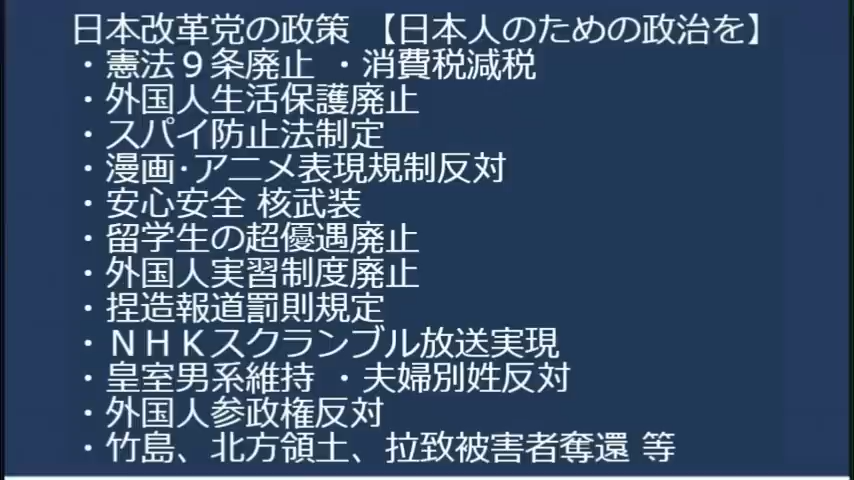 日本改革党の政策 【日本人のための政治を】
・憲法９条廃止 ・消費税減税
・外国人生活保護廃止
・スパイ防止法制定
・漫画･アニメ表現規制反対
・安心安全 核武装
・留学生の超優遇廃止
・外国人実習制度廃止
・捏造報道罰則規定
・ＮＨＫスクランブル放送実現
・皇室男系維持 ・夫婦別姓反対
・外国人参政権反対
・竹島、北方領土、拉致被害者奪還 等